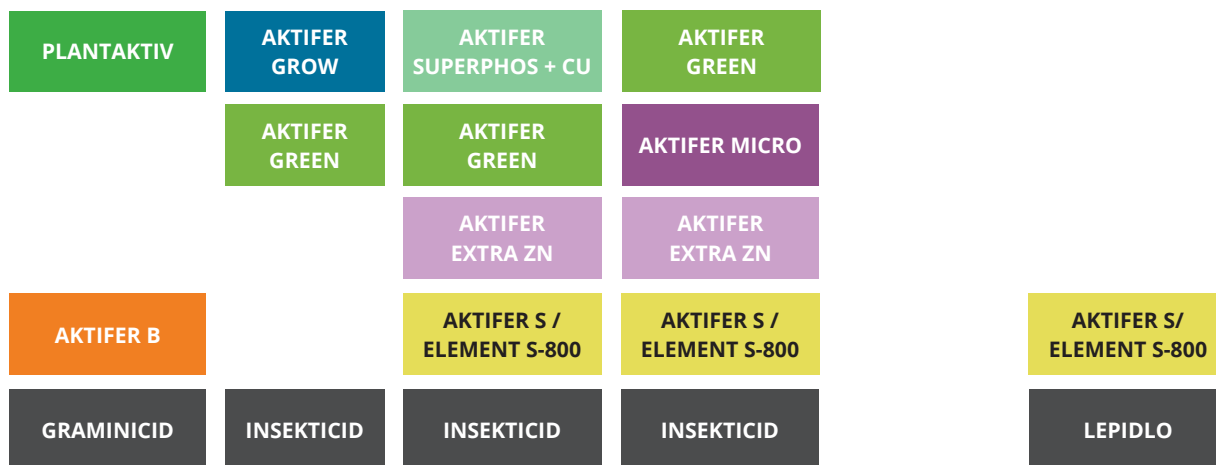 PLANTAKTIV
AKTIFER
GROW
AKTIFER
SUPERPHOS + CU
AKTIFER
GREEN
AKTIFER
GREEN
AKTIFER
GREEN
AKTIFER MICRO
AKTIFER
EXTRA ZN
AKTIFER
EXTRA ZN
AKTIFER B
AKTIFER S /
ELEMENT S-800
AKTIFER S /
ELEMENT S-800
AKTIFER S/
ELEMENT S-800
GRAMINICID
INSEKTICID
INSEKTICID
INSEKTICID
LEPIDLO